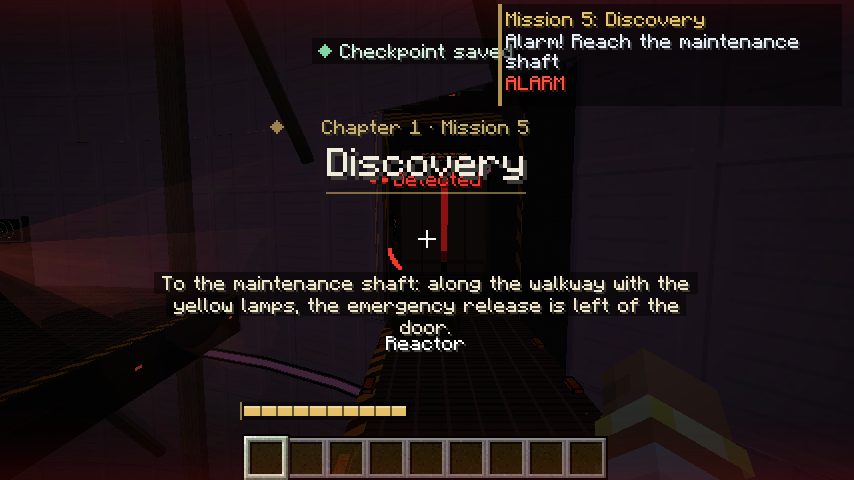 Mission 5: Discovery
Alarm! Reach the maintenance
shaft
ALARM
Checkpoint saved
Chapter 1 · Mission 5
Discovery
Detected
To the maintenance shaft: along the walkway with the
yellow lamps, the emergency release is left of the
door.
Reactor